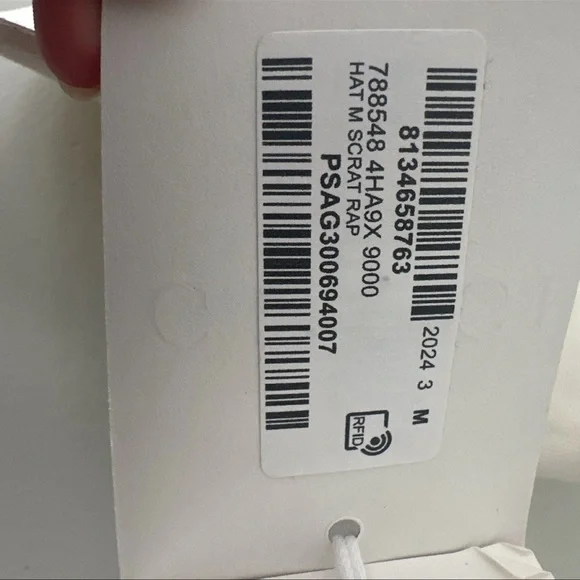 2024 3 M
8134658763
788548 4HA9X 9000
HAT M SCRAT RAP
PSAG300694007
RFID